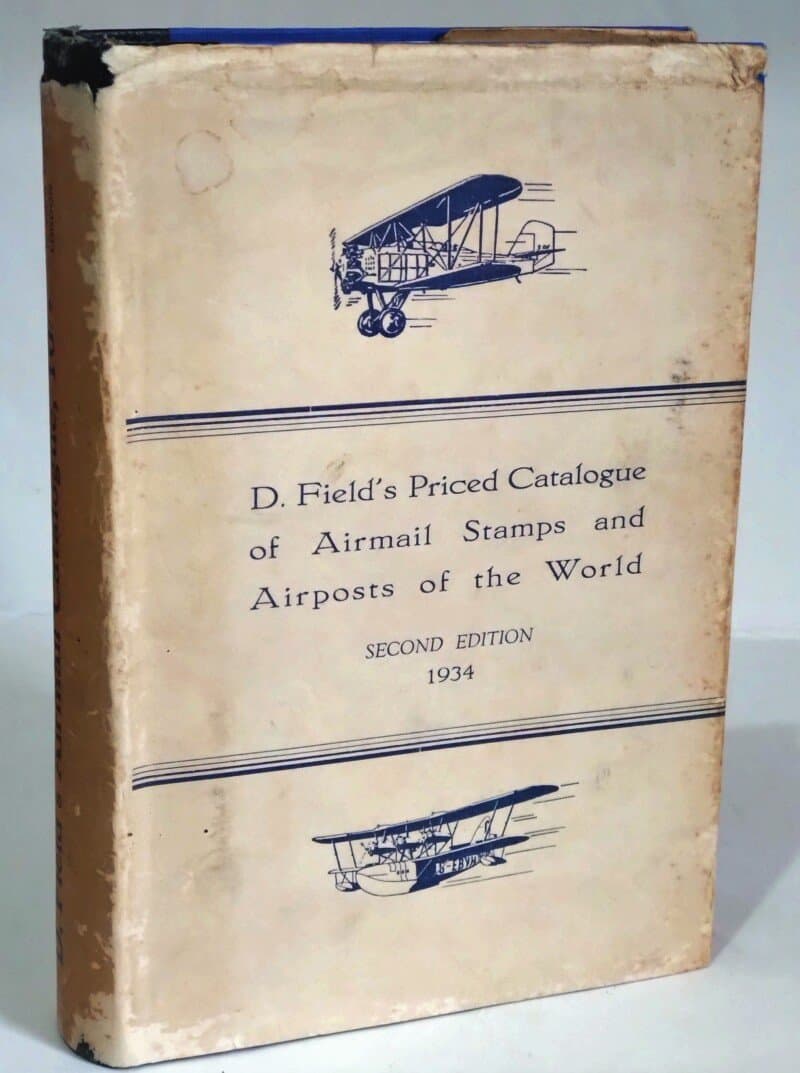 D. Field's Priced Catalogue
of Airmail Stamps and
Airposts of the World
SECOND EDITION
1934